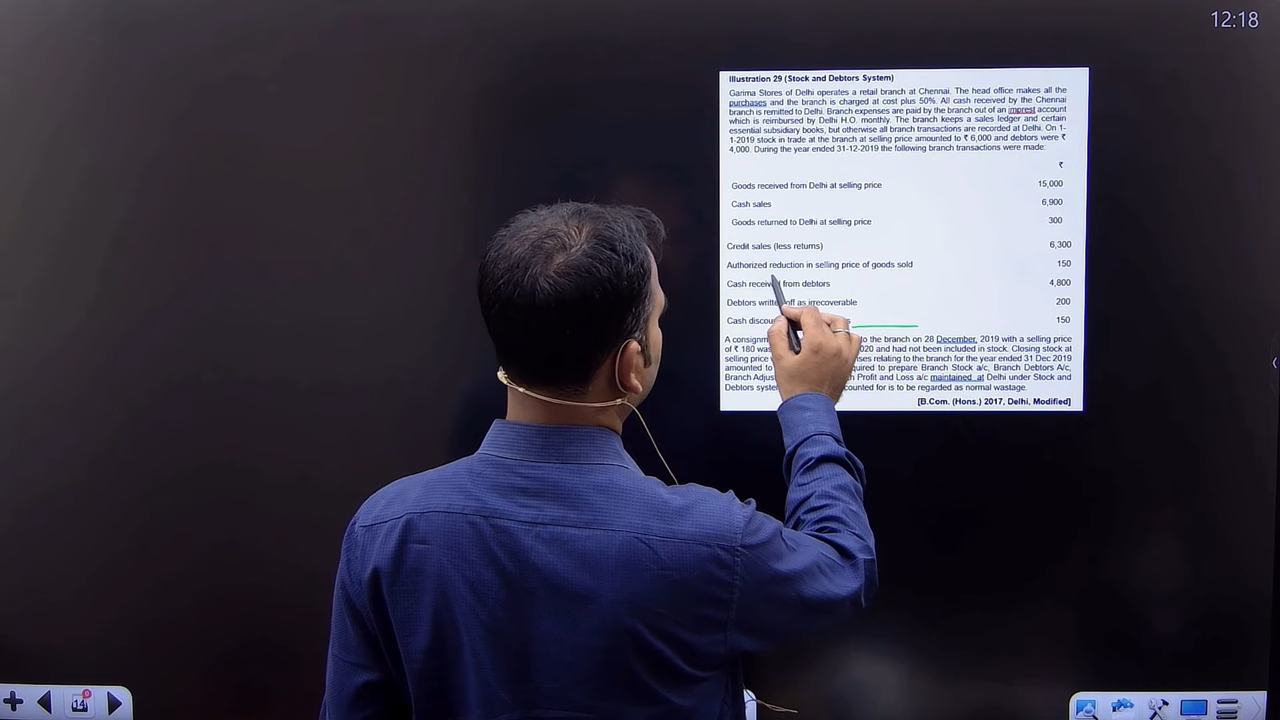 12:18
Illustration 29 (Stock and Debtors System)
Garima Stores of Delhi operates a retail branch at Chennai. The head office makes all the
purchases and the branch is charged at cost plus 50%. All cash received by the Chennai
branch is remitted to Delhi. Branch expenses are paid by the branch out of an imprest account
which is reimbursed by Delhi H.O. monthly. The branch keeps a sales ledger and certain
essential subsidiary books, but otherwise all branch transactions are recorded at Delhi. On 1-
1-2019 stock in trade at the branch at selling price amounted to ₹ 6,000 and debtors were ₹
4,000. During the year ended 31-12-2019 the following branch transactions were made:
₹
Goods received from Delhi at selling price 15,000
Cash sales 6,900
Goods returned to Delhi at selling price 300
Credit sales (less returns) 6,300
Authorized reduction in selling price of goods sold 150
Cash received from debtors 4,800
Debtors written off as irrecoverable 200
Cash 150
A to the branch on 28 December, 2019 with a selling price
of ₹ 180 and had not been included in stock. Closing stock at
selling price relating to the branch for the year ended 31 Dec 2019
amounted to to prepare Branch Stock a/c, Branch Debtors A/c,
Branch Profit and Loss a/c maintained at Delhi under Stock and
Debtors for is to be regarded as normal wastage.
[B.Com. (Hons.) 2017, Delhi, Modified]
14
0